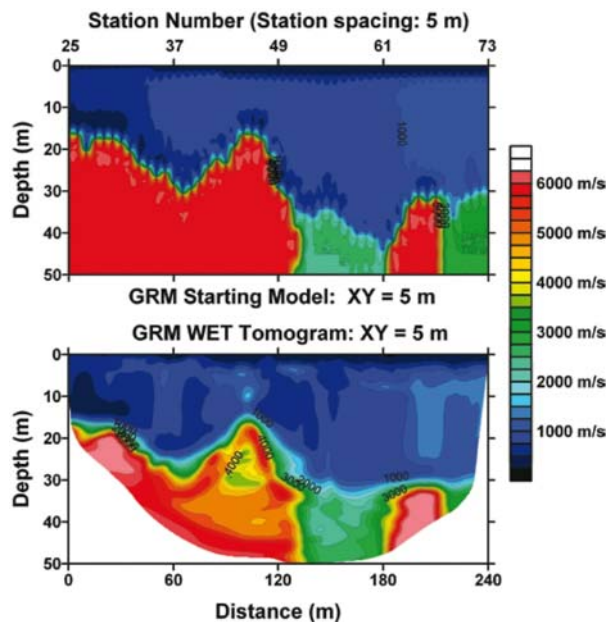 Station Number (Station spacing: 5 m)
25 37 49 61 73
0
10
20
30
40
50
Depth (m)
1000
GRM Starting Model: XY = 5 m
6000 m/s
5000 m/s
4000 m/s
3000 m/s
2000 m/s
1000 m/s
GRM WET Tomogram: XY = 5 m
0
10
20
30
40
50
Depth (m)
1000
4000
4000
3000
2000
1000
3000
0 60 120 180 240
Distance (m)